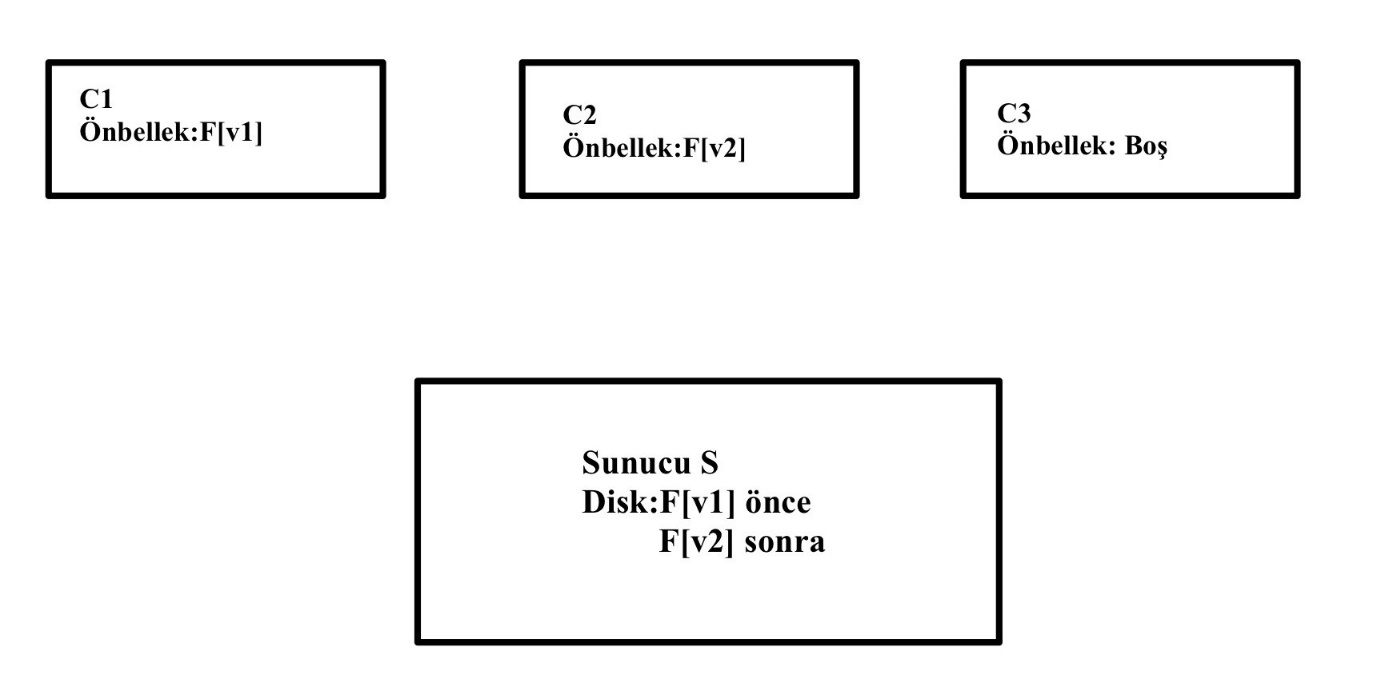 C1
Önbellek:F[v1]
C2
Önbellek:F[v2]
C3
Önbellek: Boş
Sunucu S
Disk:F[v1] önce
F[v2] sonra